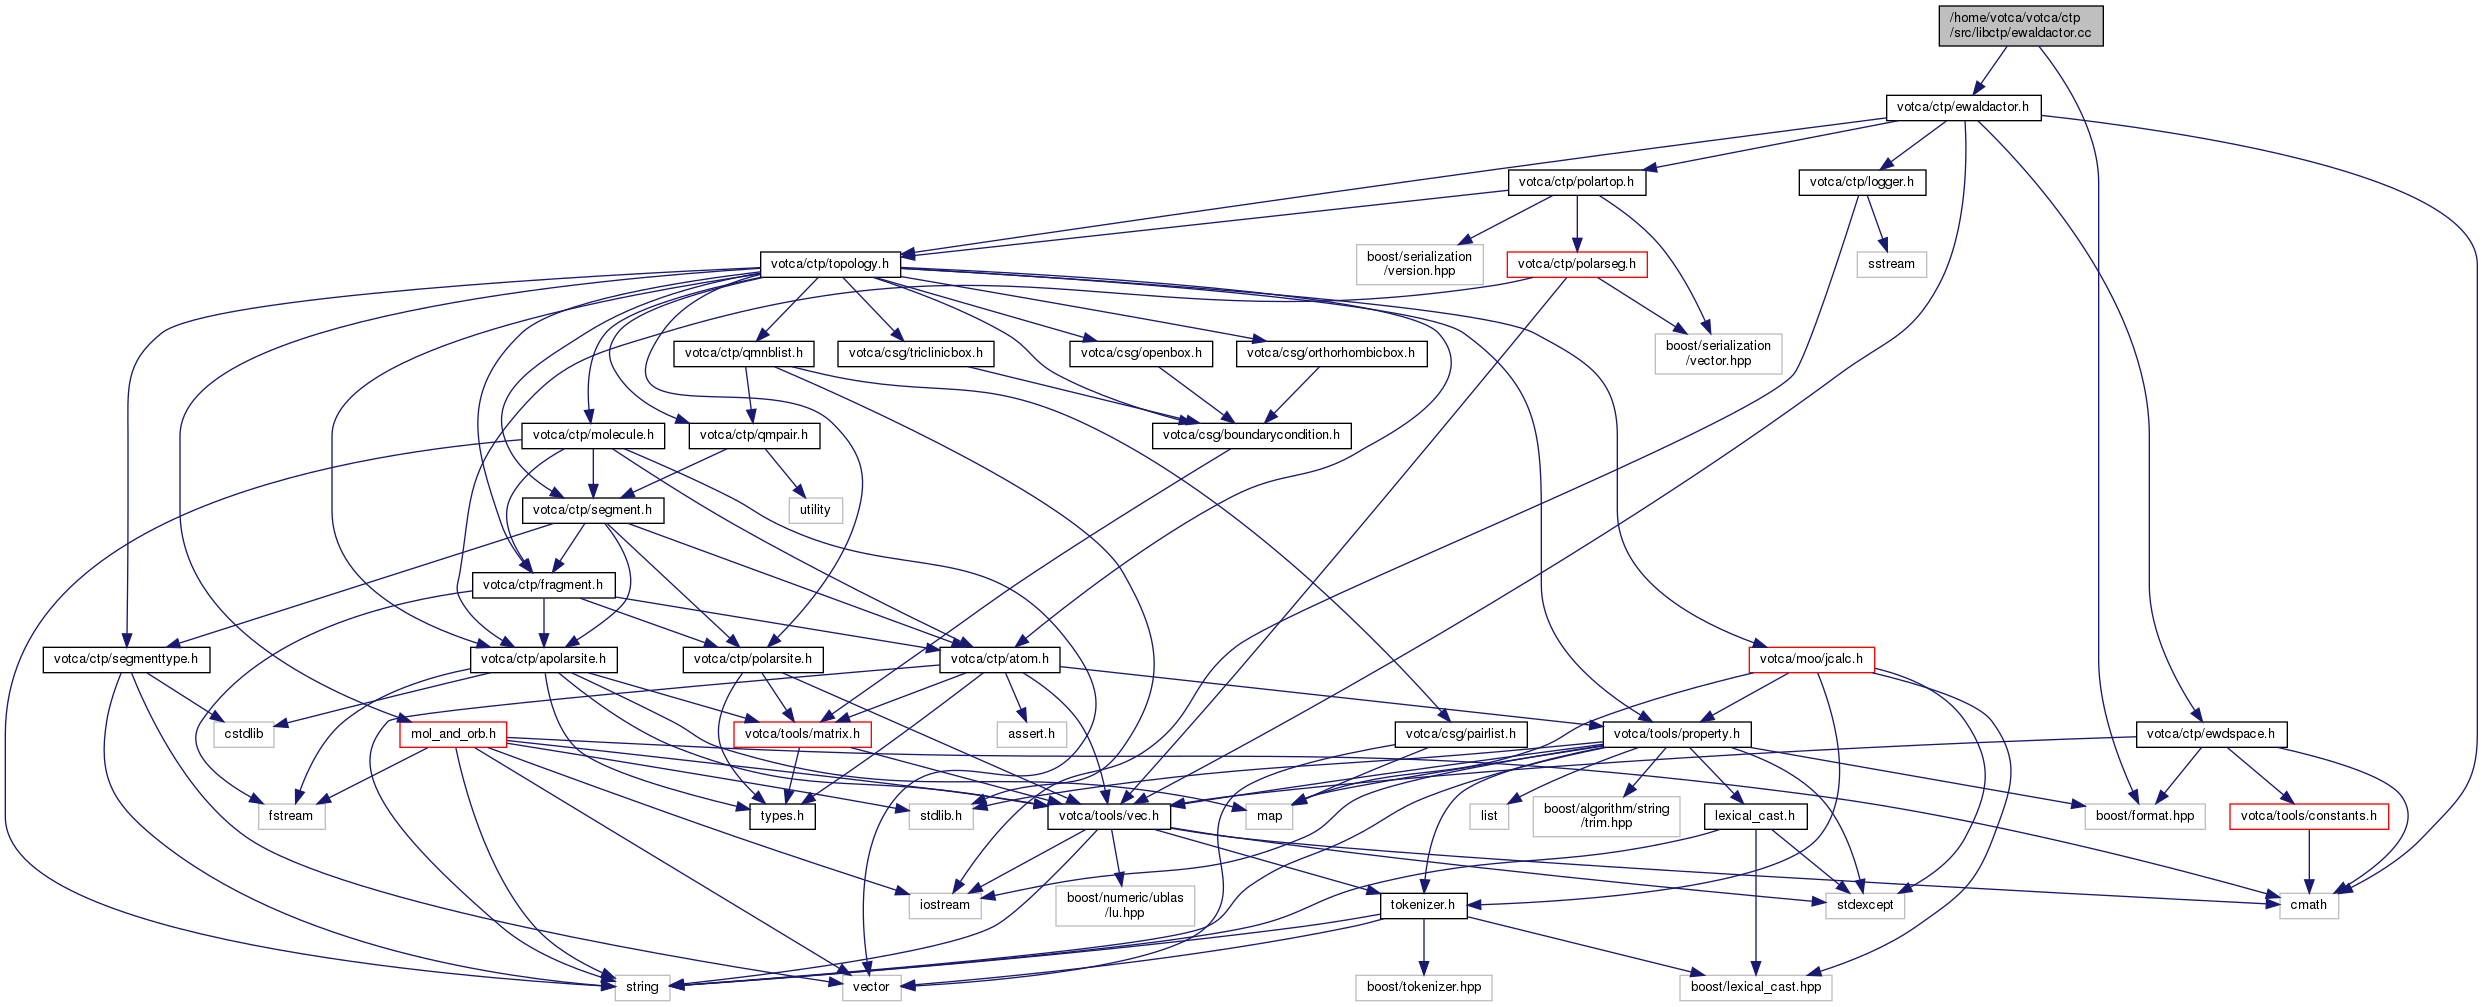 /home/votca/votca/ctp
/src/libctp/ewaldactor.cc
votca/ctp/ewaldactor.h
votca/ctp/polartop.h
votca/ctp/logger.h
votca/ctp/topology.h
boost/serialization
/version.hpp
votca/ctp/polarseg.h
sstream
votca/ctp/qmnblist.h
votca/csg/triclinicbox.h
votca/csg/openbox.h
votca/csg/orthorhombicbox.h
boost/serialization
/vector.hpp
votca/ctp/molecule.h
votca/ctp/qmpair.h
votca/csg/boundarycondition.h
votca/ctp/segment.h
utility
votca/ctp/fragment.h
votca/ctp/segmenttype.h
votca/ctp/apolarsite.h
votca/ctp/polarsite.h
votca/ctp/atom.h
votca/moo/jcalc.h
cstdlib
mol_and_orb.h
votca/tools/matrix.h
assert.h
votca/csg/pairlist.h
votca/tools/property.h
votca/ctp/ewdspace.h
fstream
types.h
stdlib.h
votca/tools/vec.h
map
list
boost/algorithm/string
/trim.hpp
lexical_cast.h
boost/format.hpp
votca/tools/constants.h
iostream
boost/numeric/ublas
/lu.hpp
tokenizer.h
stdexcept
cmath
string
vector
boost/tokenizer.hpp
boost/lexical_cast.hpp